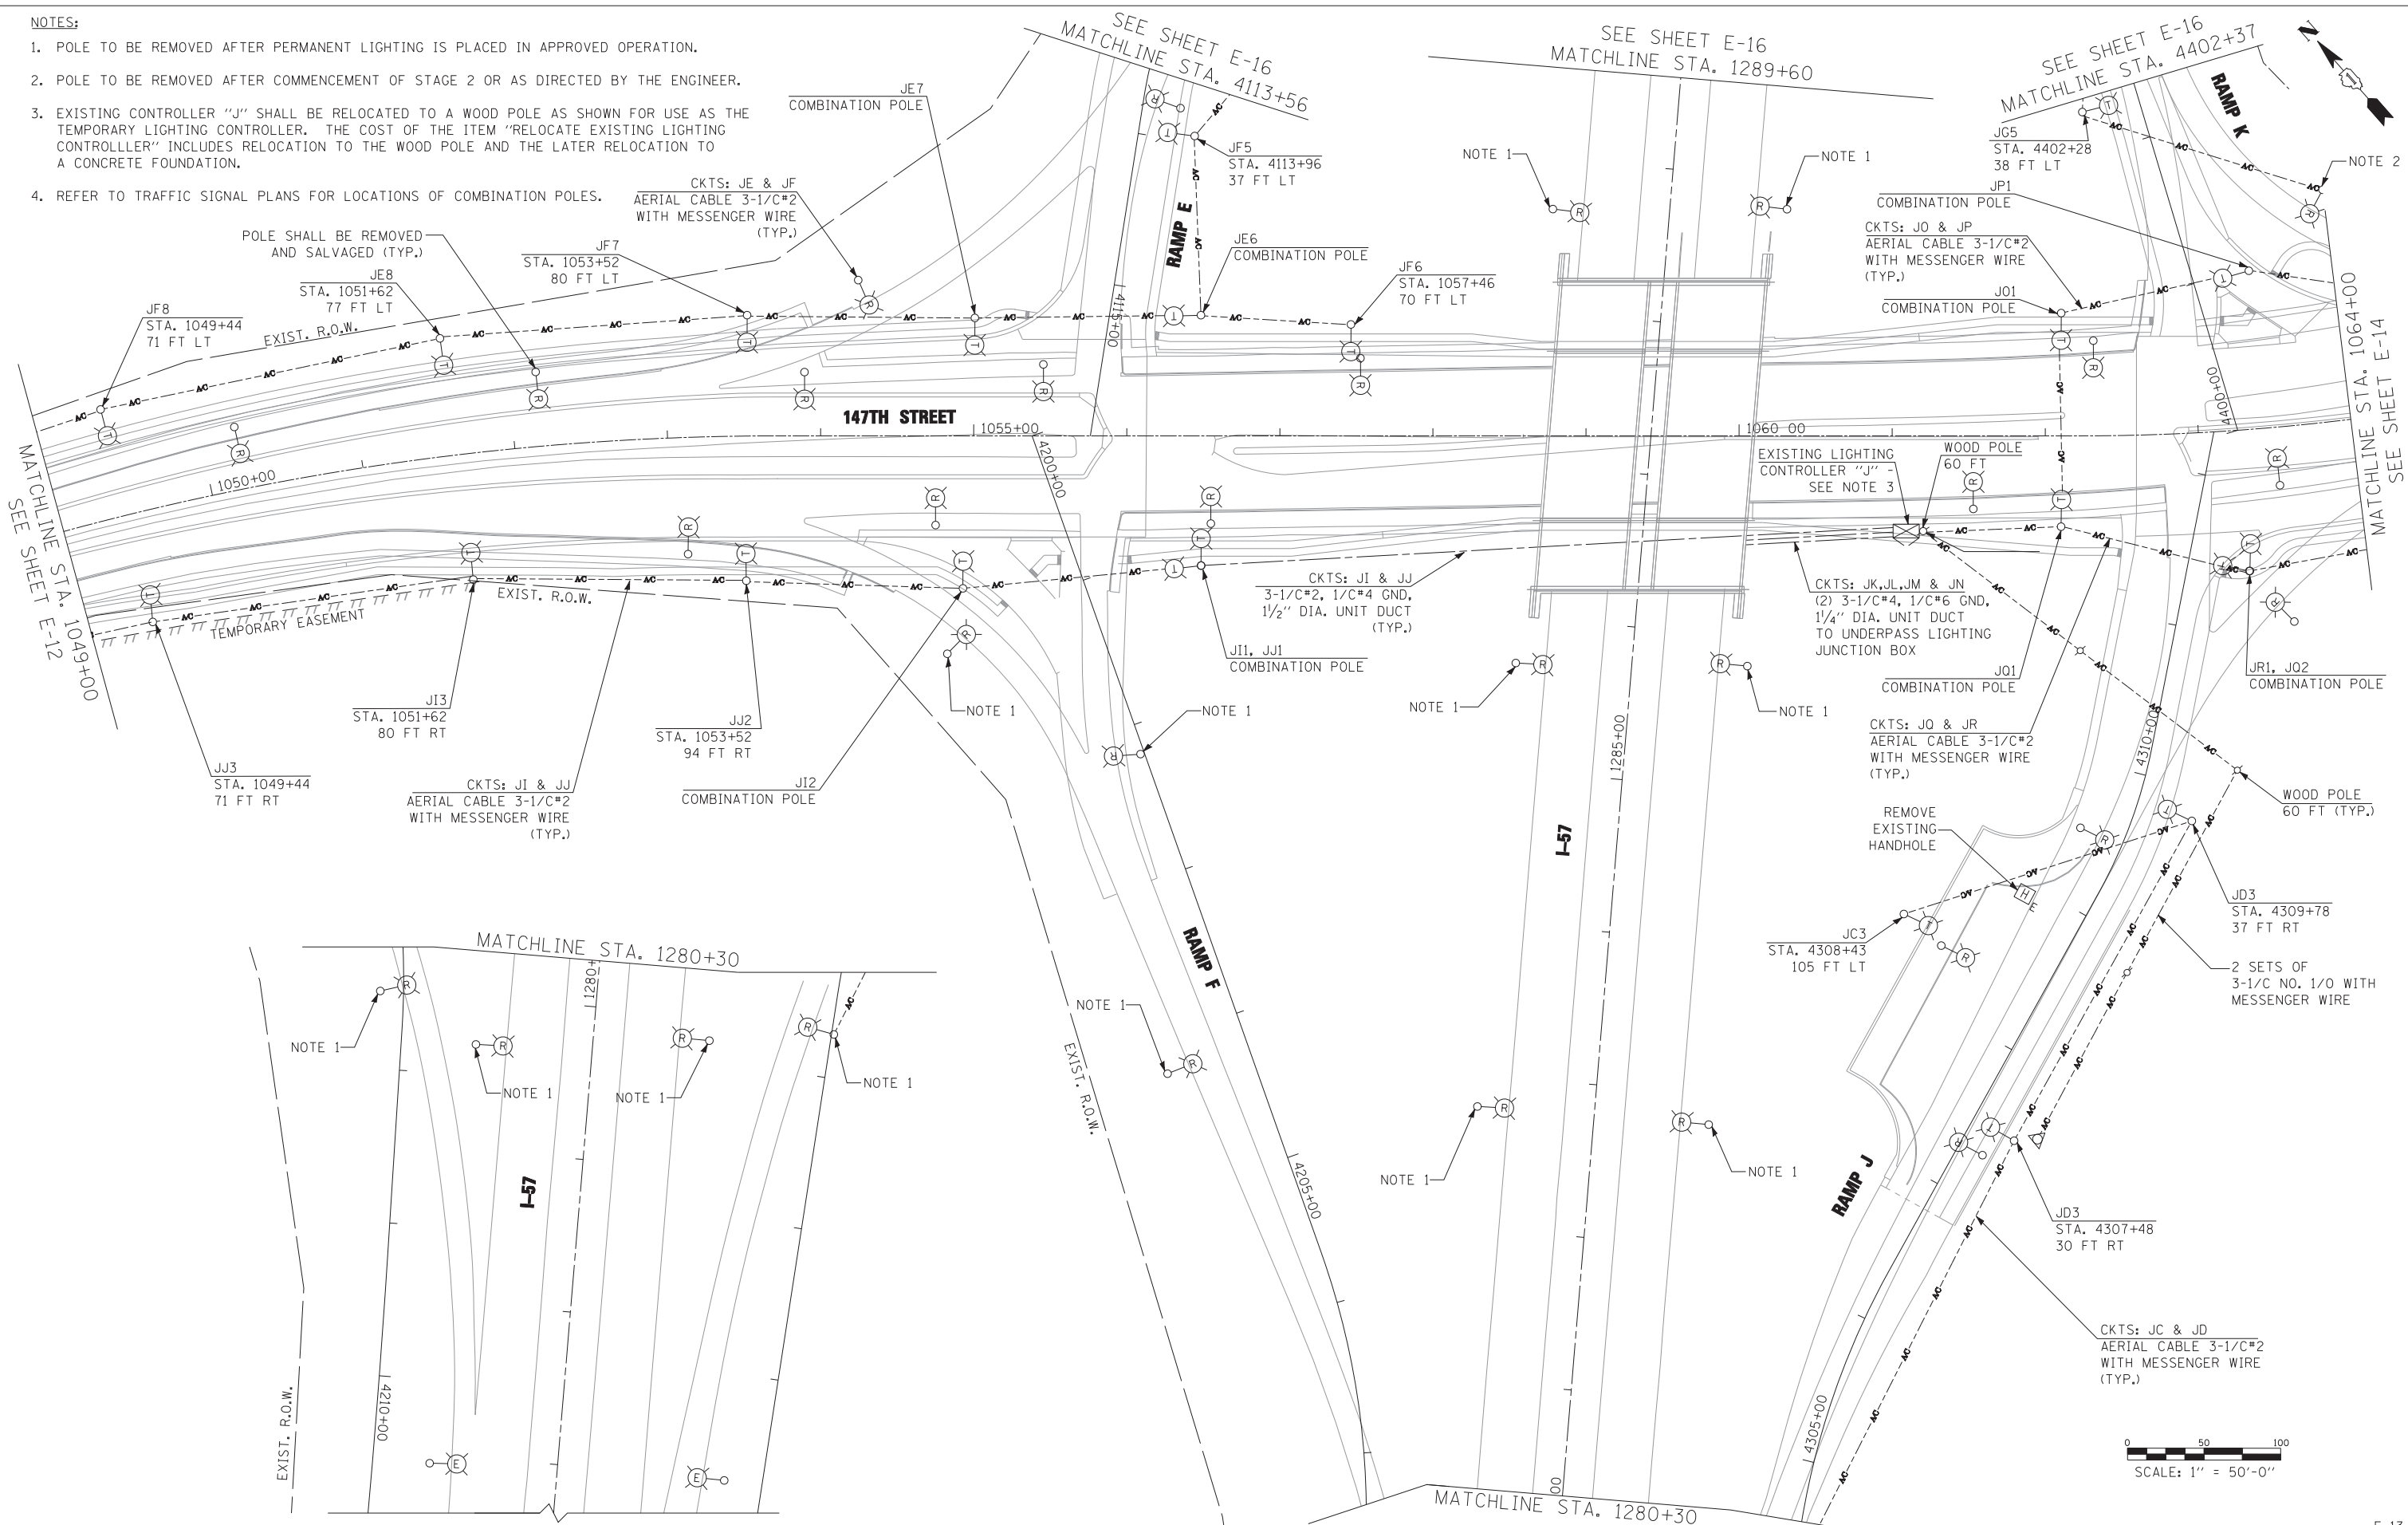 NOTES:
1. POLE TO BE REMOVED AFTER PERMANENT LIGHTING IS PLACED IN APPROVED OPERATION.
2. POLE TO BE REMOVED AFTER COMMENCEMENT OF STAGE 2 OR AS DIRECTED BY THE ENGINEER.
3. EXISTING CONTROLLER "J" SHALL BE RELOCATED TO A WOOD POLE AS SHOWN FOR USE AS THE
TEMPORARY LIGHTING CONTROLLER. THE COST OF THE ITEM "RELOCATE EXISTING LIGHTING
CONTROLLLER" INCLUDES RELOCATION TO THE WOOD POLE AND THE LATER RELOCATION TO
A CONCRETE FOUNDATION.
4. REFER TO TRAFFIC SIGNAL PLANS FOR LOCATIONS OF COMBINATION POLES.
SEE SHEET E-16
MATCHLINE STA. 4113+56
SEE SHEET E-16
MATCHLINE STA. 1289+60
SEE SHEET E-16
MATCHLINE STA. 4402+37
N
RAMP K
JE7
COMBINATION POLE
JF5
STA. 4113+96
37 FT LT
NOTE 1
NOTE 1
JG5
STA. 4402+28
38 FT LT
NOTE 2
CKTS: JE & JF
AERIAL CABLE 3-1/C#2
WITH MESSENGER WIRE
(TYP.)
JP1
COMBINATION POLE
RAMP E
POLE SHALL BE REMOVED
AND SALVAGED (TYP.)
JF7
STA. 1053+52
80 FT LT
JE6
COMBINATION POLE
CKTS: JO & JP
AERIAL CABLE 3-1/C#2
WITH MESSENGER WIRE
(TYP.)
JE8
STA. 1051+62
77 FT LT
JF6
STA. 1057+46
70 FT LT
JO1
COMBINATION POLE
JF8
STA. 1049+44
71 FT LT
EXIST. R.O.W.
4115+00
MATCHLINE STA. 1064+00
SEE SHEET E-14
4400+00
147TH STREET
1055+00
1060 00
4200+00
1050+00
EXISTING LIGHTING
CONTROLLER "J" -
SEE NOTE 3
WOOD POLE
60 FT
MATCHLINE STA. 1049+00
SEE SHEET E-12
EXIST. R.O.W.
TEMPORARY EASEMENT
CKTS: JI & JJ
3-1/C#2, 1/C#4 GND,
1½" DIA. UNIT DUCT
(TYP.)
CKTS: JK,JL,JM & JN
(2) 3-1/C#4, 1/C#6 GND,
1¼" DIA. UNIT DUCT
TO UNDERPASS LIGHTING
JUNCTION BOX
JI1, JJ1
COMBINATION POLE
JQ1
COMBINATION POLE
JR1, JQ2
COMBINATION POLE
JI3
STA. 1051+62
80 FT RT
JJ2
STA. 1053+52
94 FT RT
NOTE 1
NOTE 1
NOTE 1
NOTE 1
1285+00
CKTS: JQ & JR
AERIAL CABLE 3-1/C#2
WITH MESSENGER WIRE
(TYP.)
4310+00
JJ3
STA. 1049+44
71 FT RT
CKTS: JI & JJ
AERIAL CABLE 3-1/C#2
WITH MESSENGER WIRE
(TYP.)
JI2
COMBINATION POLE
WOOD POLE
60 FT (TYP.)
REMOVE
EXISTING
HANDHOLE
I-57
H
E
JD3
STA. 4309+78
37 FT RT
JC3
STA. 4308+43
105 FT LT
2 SETS OF
3-1/C NO. 1/0 WITH
MESSENGER WIRE
RAMP F
MATCHLINE STA. 1280+30
1280+
NOTE 1
NOTE 1
NOTE 1
NOTE 1
NOTE 1
EXIST. R.O.W.
NOTE 1
NOTE 1
I-57
4205+00
RAMP J
JD3
STA. 4307+48
30 FT RT
CKTS: JC & JD
AERIAL CABLE 3-1/C#2
WITH MESSENGER WIRE
(TYP.)
EXIST. R.O.W.
4210+00
4305+00
00
MATCHLINE STA. 1280+30
0 50 100
SCALE: 1" = 50'-0"